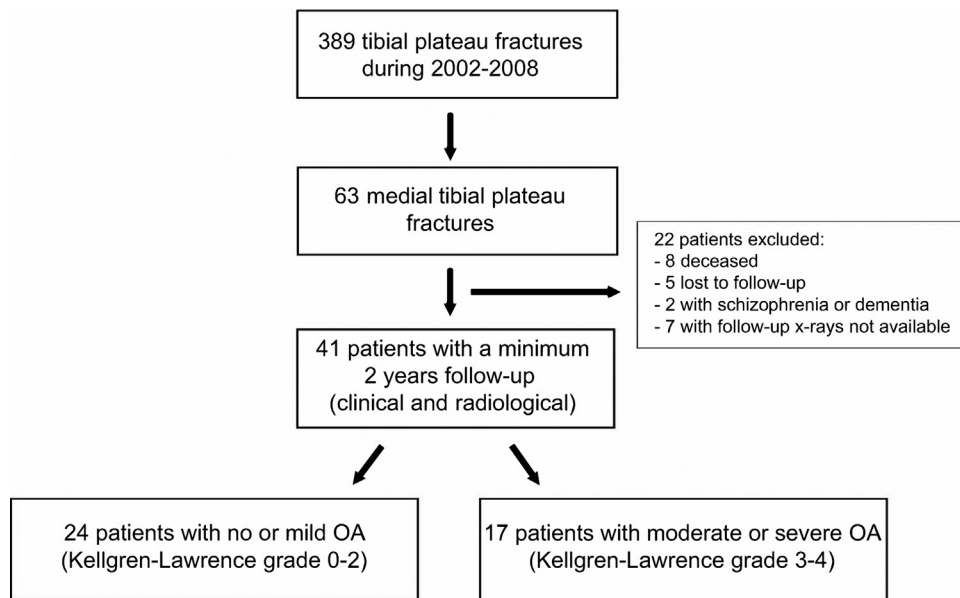 389 tibial plateau fractures
during 2002-2008
63 medial tibial plateau
fractures
22 patients excluded:
- 8 deceased
- 5 lost to follow-up
- 2 with schizophrenia or dementia
- 7 with follow-up x-rays not available
41 patients with a minimum
2 years follow-up
(clinical and radiological)
24 patients with no or mild OA
(Kellgren-Lawrence grade 0-2)
17 patients with moderate or severe OA
(Kellgren-Lawrence grade 3-4)